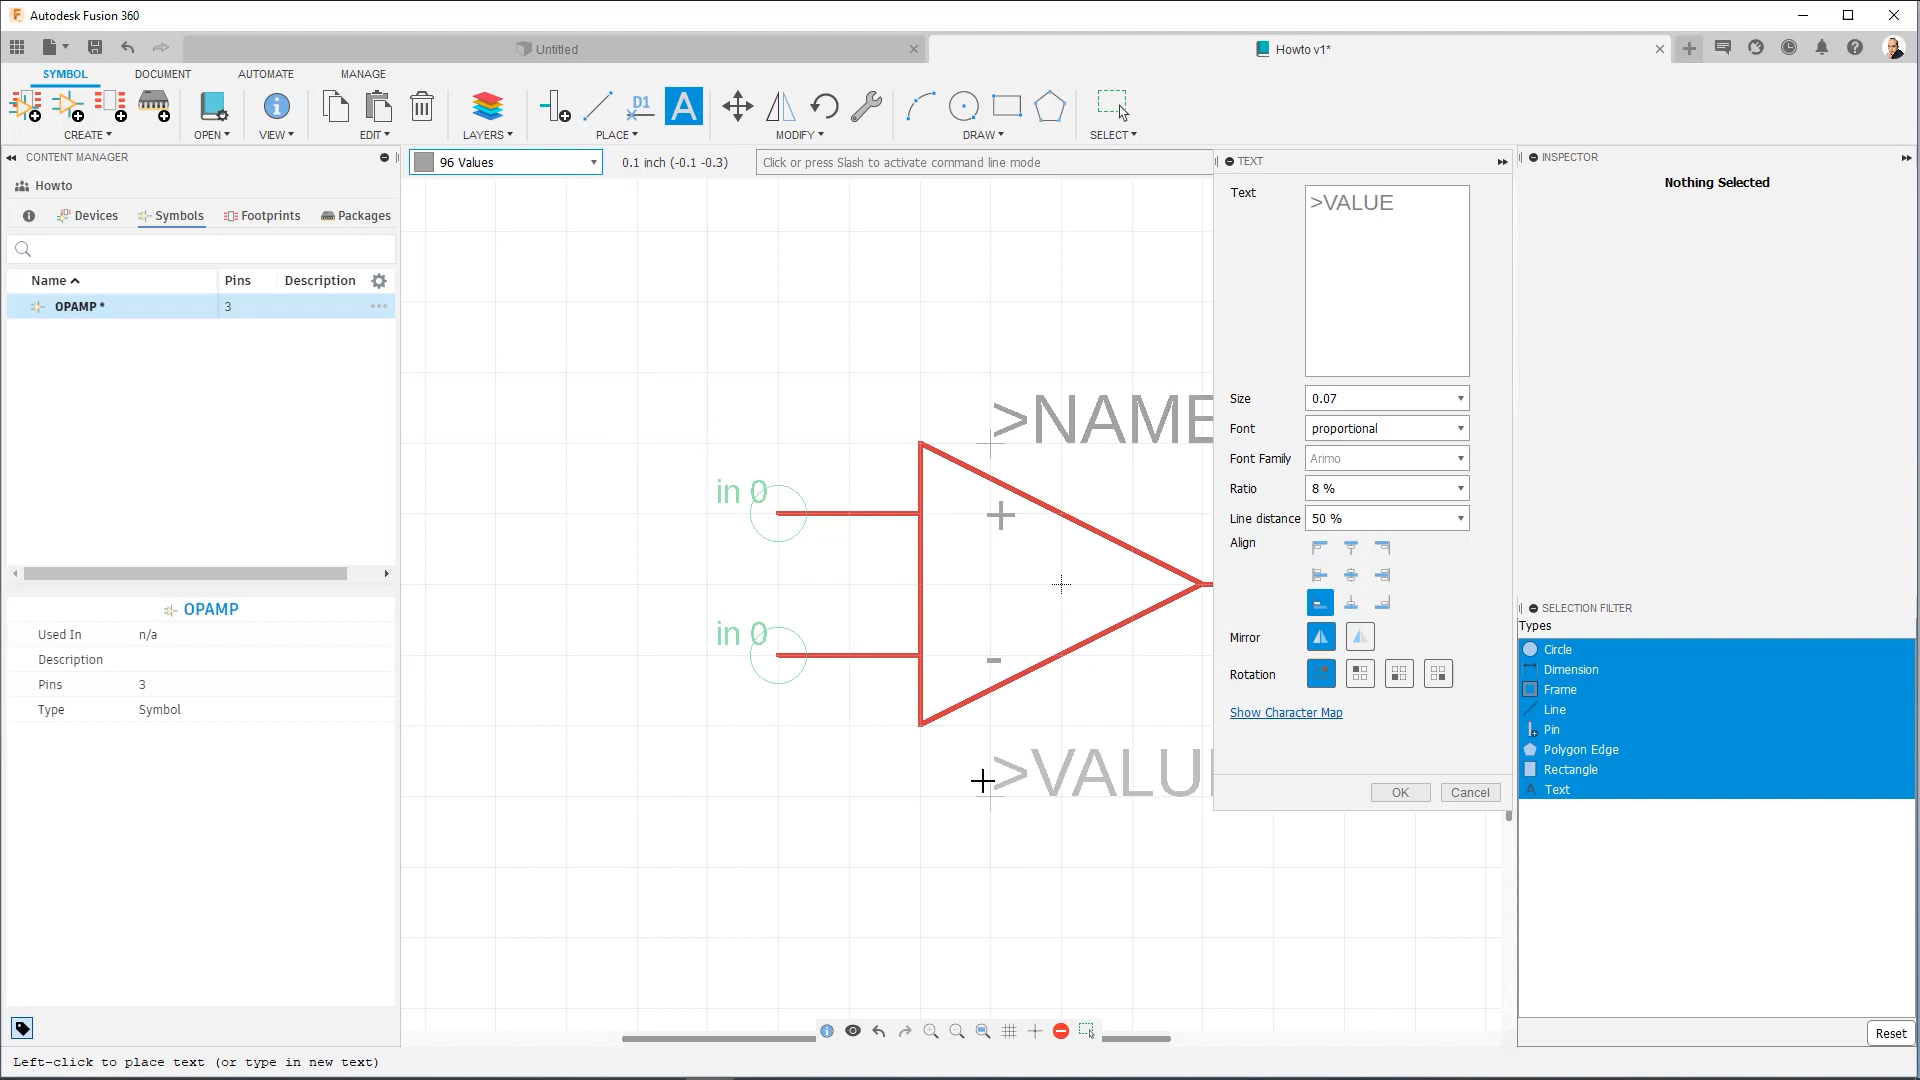 Autodesk Fusion 360
Untitled
Howto v1*
SYMBOL DOCUMENT AUTOMATE MANAGE
D1 A
CREATE OPEN VIEW EDIT LAYERS PLACE MODIFY DRAW SELECT
CONTENT MANAGER
Howto
Devices Symbols Footprints Packages
Name Pins Description
OPAMP * 3
OPAMP
Used In n/a
Description
Pins 3
Type Symbol
96 Values
0.1 inch (-0.1 -0.3)
Click or press Slash to activate command line mode
>NAME
in 0
+
in 0
-
>VALUE
TEXT
Text >VALUE
Size 0.07
Font proportional
Font Family Arimo
Ratio 8 %
Line distance 50 %
Align
Mirror
Rotation
Show Character Map
OK Cancel
INSPECTOR
Nothing Selected
SELECTION FILTER
Types
Circle
Dimension
Frame
Line
Pin
Polygon Edge
Rectangle
Text
Reset
Left-click to place text (or type in new text)